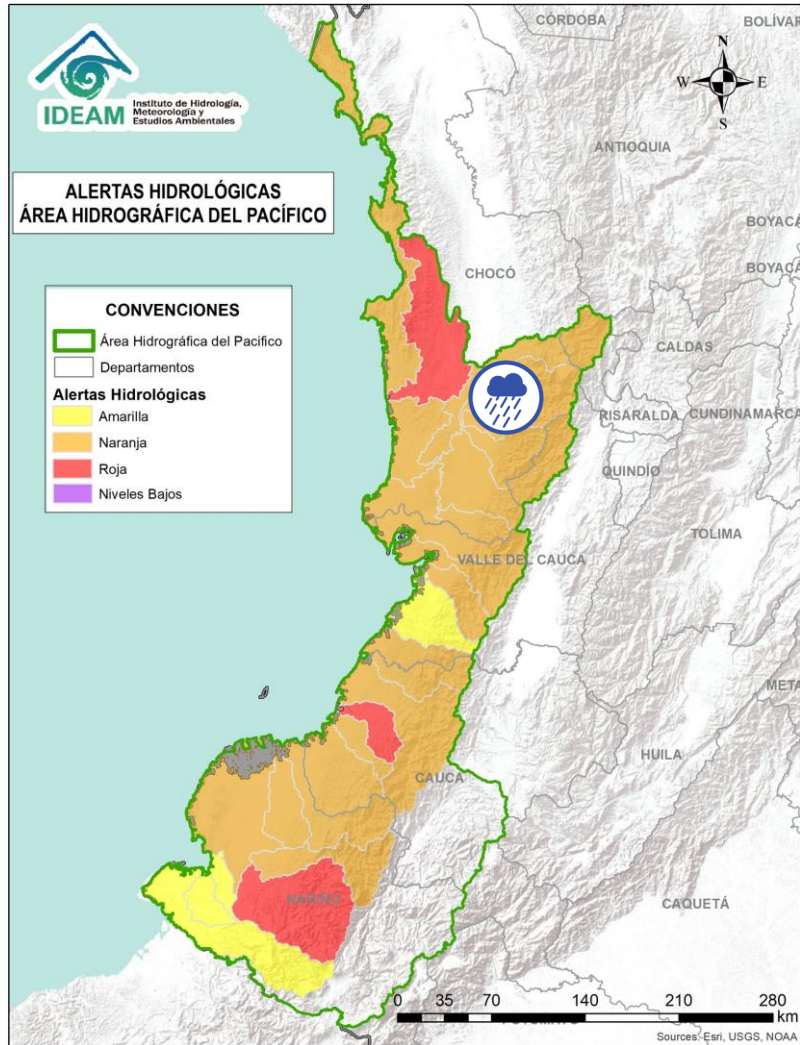 IDEAM
Instituto de Hidrología,
Meteorología y
Estudios Ambientales
ALERTAS HIDROLÓGICAS
ÁREA HIDROGRÁFICA DEL PACÍFICO
CONVENCIONES
Área Hidrográfica del Pacifico
Departamentos
Alertas Hidrológicas
Amarilla
Naranja
Roja
Niveles Bajos
N
W E
S
CÓRDOBA
BOLÍVAR
ANTIOQUIA
BOYACÁ
CHOCÓ
BOYACÁ
CALDAS
RISARALDA
CUNDINAMARCA
QUINDÍO
TOLIMA
VALLE DEL CAUCA
META
HUILA
CAUCA
CAQUETÁ
NARIÑO
0 35 70 140 210 280
km
Sources: Esri, USGS, NOAA